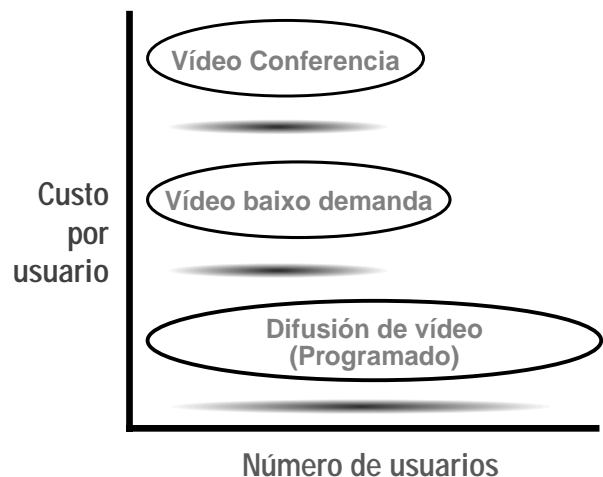 Vídeo Conferencia
Vídeo baixo demanda
Custo
por
usuario
Difusión de vídeo
(Programado)
Número de usuarios